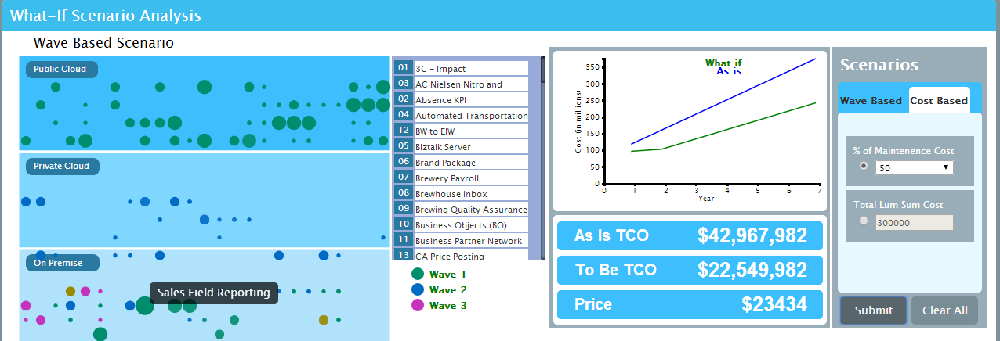 What-If Scenario Analysis
Wave Based Scenario
Public Cloud
Private Cloud
On Premise
Sales Field Reporting
01 3C - Impact
03 AC Nielsen Nitro and
02 Absence KPI
04 Automated Transportation
12 BW to EIW
05 Biztalk Server
06 Brand Package
07 Brewery Payroll
08 Brewhouse Inbox
09 Brewing Quality Assurance
10 Business Objects (BO)
11 Business Partner Network
13 CA Price Posting
Wave 1
Wave 2
Wave 3
What if
As is
Cost (in millions)
350
300
250
200
150
100
50
0
0 1 2 3 4 5 6 7
Year
As Is TCO $42,967,982
To Be TCO $22,549,982
Price $23434
Scenarios
Wave Based Cost Based
% of Maintenence Cost
50
Total Lum Sum Cost
300000
Submit Clear All